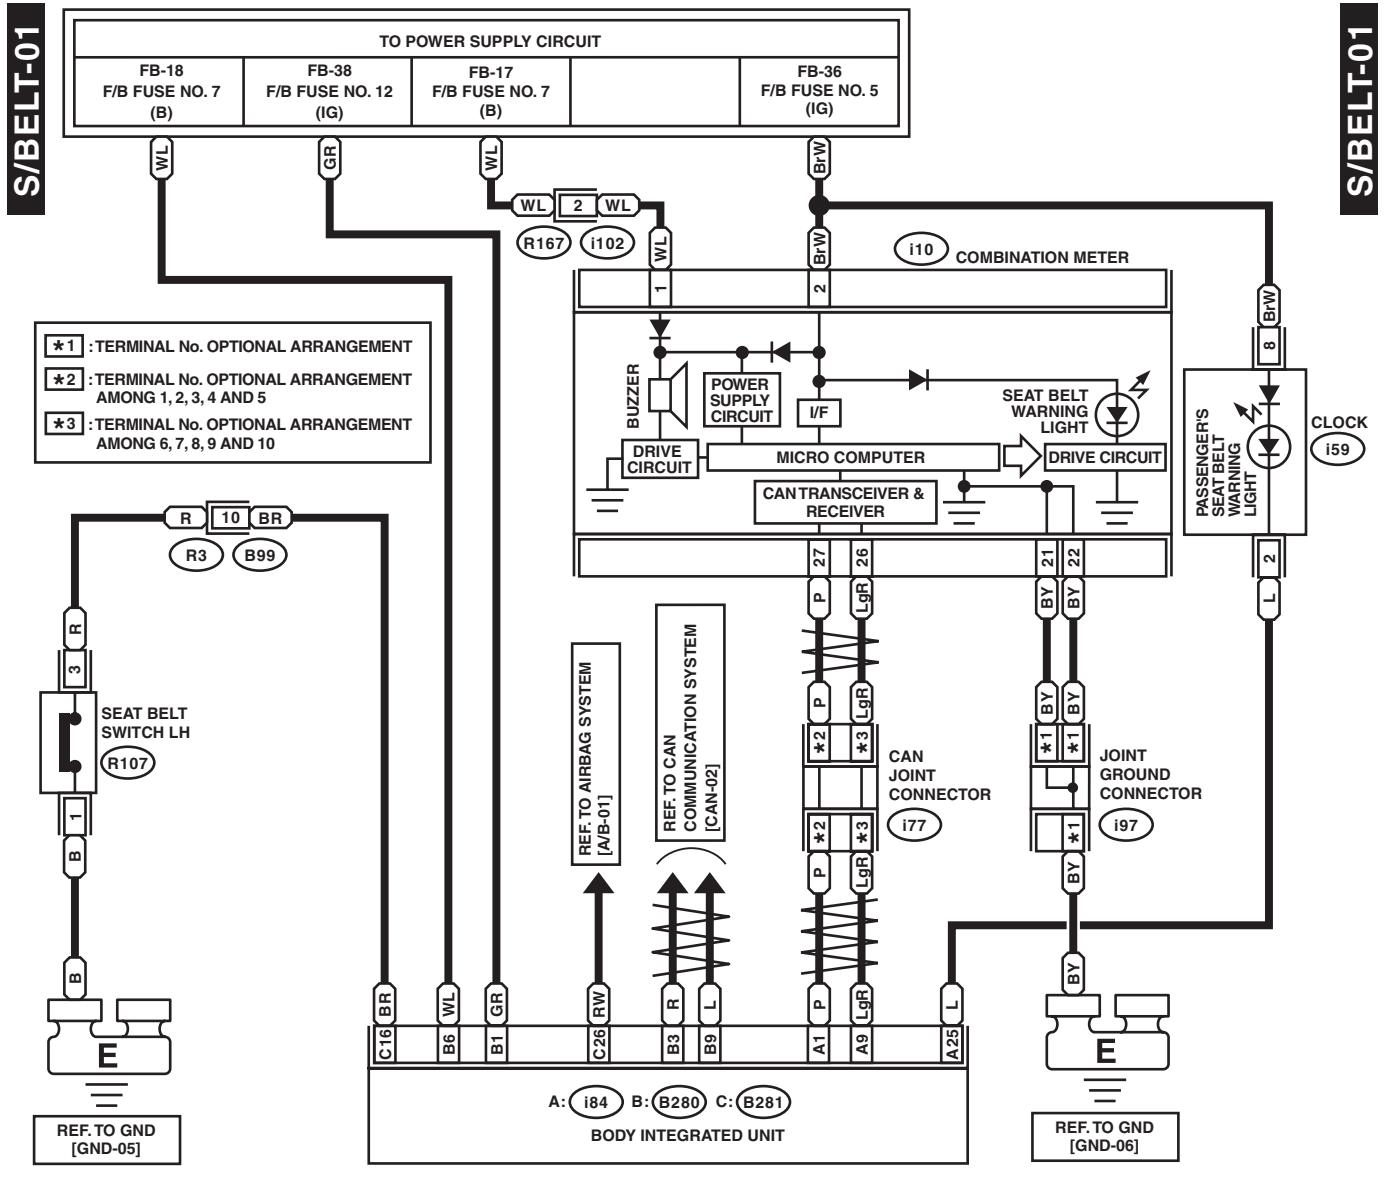 S/BELT-01
S/BELT-01
TO POWER SUPPLY CIRCUIT
FB-18
F/B FUSE NO. 7
(B)
FB-38
F/B FUSE NO. 12
(IG)
FB-17
F/B FUSE NO. 7
(B)
FB-36
F/B FUSE NO. 5
(IG)
WL
GR
WL
BrW
WL
2
WL
R167
i102
WL
BrW
i10
COMBINATION METER
1
2
BrW
8
*1 : TERMINAL No. OPTIONAL ARRANGEMENT
*2 : TERMINAL No. OPTIONAL ARRANGEMENT
AMONG 1, 2, 3, 4 AND 5
*3 : TERMINAL No. OPTIONAL ARRANGEMENT
AMONG 6, 7, 8, 9 AND 10
BUZZER
POWER
SUPPLY
CIRCUIT
I/F
SEAT BELT
WARNING
LIGHT
DRIVE
CIRCUIT
MICRO COMPUTER
DRIVE CIRCUIT
CAN TRANSCEIVER &
RECEIVER
PASSENGER'S
SEAT BELT
WARNING
LIGHT
CLOCK
i59
R
10
BR
R3
B99
27
26
21
22
2
P
LgR
BY
BY
L
R
3
SEAT BELT
SWITCH LH
R107
1
B
B
REF. TO AIRBAG SYSTEM
[A/B-01]
REF. TO CAN
COMMUNICATION SYSTEM
[CAN-02]
P
LgR
BY
BY
*2
*3
*1
*1
CAN
JOINT
CONNECTOR
i77
JOINT
GROUND
CONNECTOR
i97
*2
*3
*1
P
LgR
BY
BY
BR
WL
GR
RW
R
L
P
LgR
L
C16
B6
B1
C26
B3
B9
A1
A9
A25
E
REF. TO GND
[GND-05]
E
REF. TO GND
[GND-06]
A: i84 B: B280 C: B281
BODY INTEGRATED UNIT